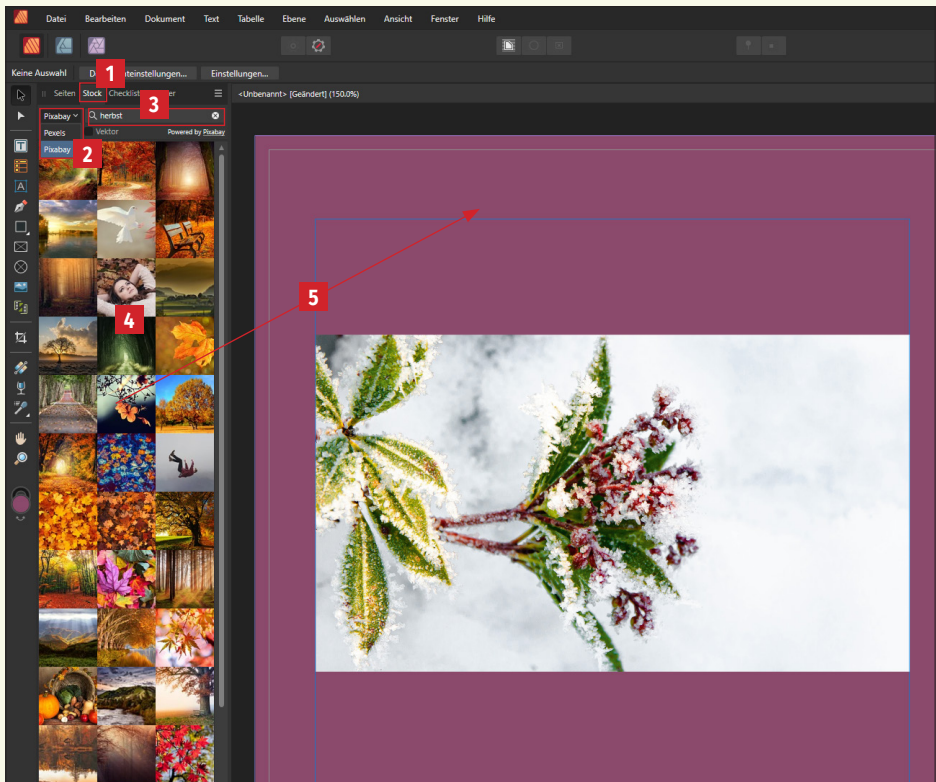 Datei Bearbeiten Dokument Text Tabelle Ebene Auswählen Ansicht Fenster Hilfe
Keine Auswahl Einstellungen...
1
Seiten Stock
3
Pixabay herbst
Pexels Vektor Powered by Pixabay
Pixabay
2
<Unbenannt> [Geändert] (150.0%)
4
5